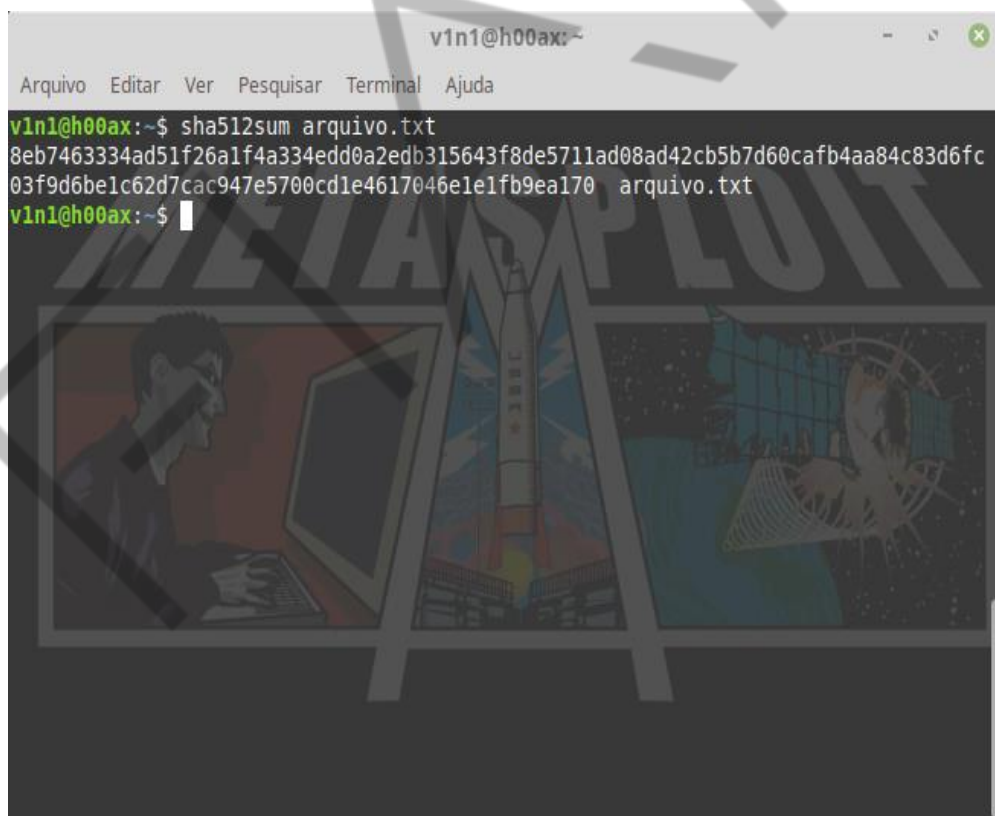 v1n1@h00ax: ~
Arquivo Editar Ver Pesquisar Terminal Ajuda
v1n1@h00ax:~$ sha512sum arquivo.txt
8eb7463334ad51f26a1f4a334edd0a2edb315643f8de5711ad08ad42cb5b7d60cafb4aa84c83d6fc
03f9d6be1c62d7cac947e5700cd1e4617046e1e1fb9ea170  arquivo.txt
v1n1@h00ax:~$
METASPLOIT